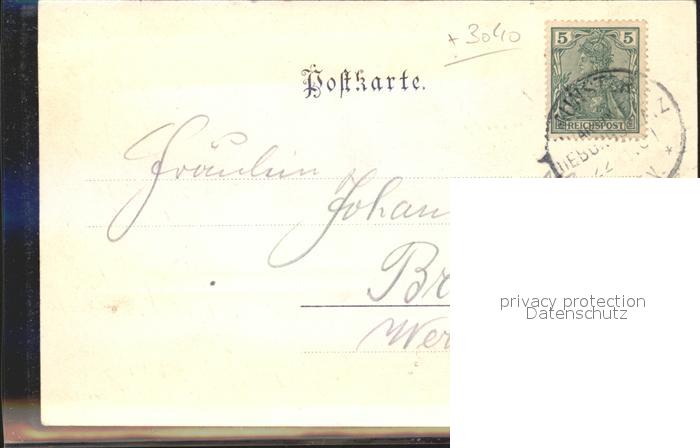 + 3040
5 5
Postkarte.
REICHSPOST
Fräulein
Johan
Br
Wer
privacy protection
Datenschutz